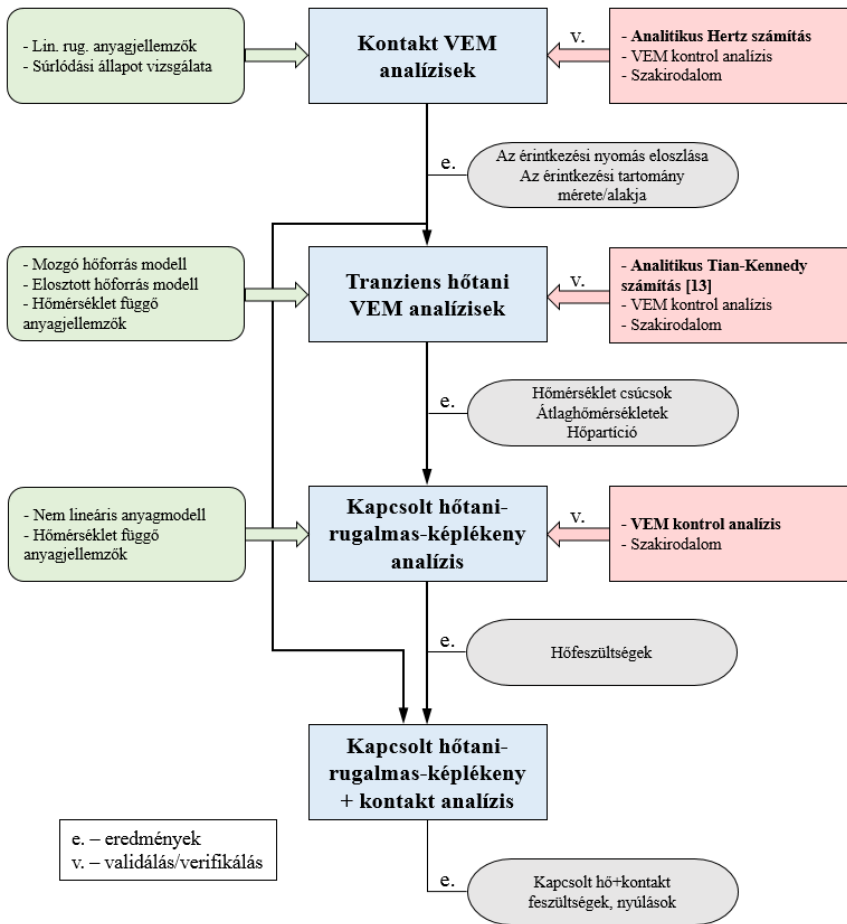 - Lin. rug. anyagjellemzők
- Súrlódási állapot vizsgálata
Kontakt VEM
analízisek
v.
- Analitikus Hertz számítás
- VEM kontrol analízis
- Szakirodalom
e.
Az érintkezési nyomás eloszlása
Az érintkezési tartomány
mérete/alakja
- Mozgó hőforrás modell
- Elosztott hőforrás modell
- Hőmérséklet függő
anyagjellemzők
Tranziens hőtani
VEM analízisek
v.
- Analitikus Tian-Kennedy
számítás [13]
- VEM kontrol analízis
- Szakirodalom
e.
Hőmérséklet csúcsok
Átlaghőmérsékletek
Hőpartíció
- Nem lineáris anyagmodell
- Hőmérséklet függő
anyagjellemzők
Kapcsolt hőtani-
rugalmas-képlékeny
analízis
v.
- VEM kontrol analízis
- Szakirodalom
e.
Hőfeszültségek
Kapcsolt hőtani-
rugalmas-képlékeny
+ kontakt analízis
e. – eredmények
v. – validálás/verifikálás
e.
Kapcsolt hő+kontakt
feszültségek, nyúlások